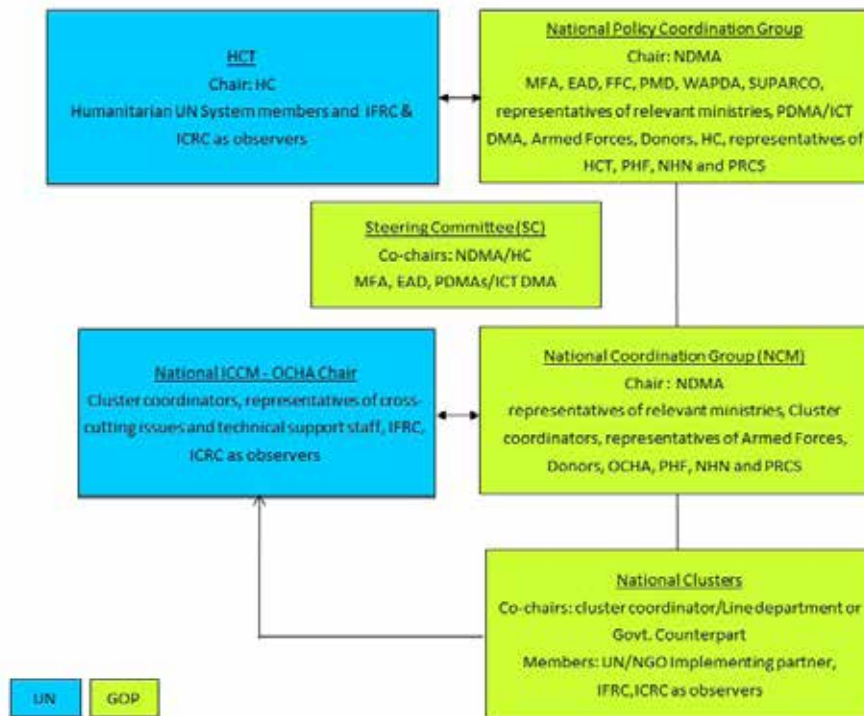 HCT
Chair: HC
Humanitarian UN System members and IFRC &
ICRC as observers
National Policy Coordination Group
Chair: NDMA
MFA, EAD, FFC, PMD, WAPDA, SUPARCO,
representatives of relevant ministries, PDMA/ICT
DMA, Armed Forces, Donors, HC, representatives of
HCT, PHF, NHN and PRCS
Steering Committee (SC)
Co-chairs: NDMA/HC
MFA, EAD, PDMAs/ICT DMA
National ICCM - OCHA Chair
Cluster coordinators, representatives of cross-
cutting issues and technical support staff, IFRC,
ICRC as observers
National Coordination Group (NCM)
Chair : NDMA
representatives of relevant ministries, Cluster
coordinators, representatives of Armed Forces,
Donors, OCHA, PHF, NHN and PRCS
National Clusters
Co-chairs: cluster coordinator/Line department or
Govt. Counterpart
Members: UN/NGO Implementing partner,
IFRC,ICRC as observers
UN
GOP